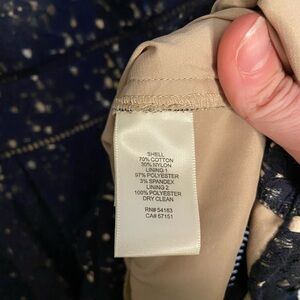 SHELL
70% COTTON
30% NYLON
LINING 1
97% POLYESTER
3% SPANDEX
LINING 2
100% POLYESTER
DRY CLEAN
RN# 54163
CA# 57151